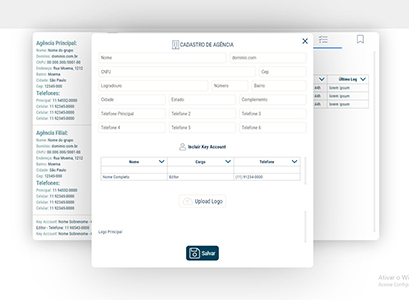 Agência Principal:
Nome: Nome do grupo
Domínio: dominio.com.br
CNPJ: 00.000.000/0001-00
Endereço: Rua Moema, 1212
Bairro: Moema
Cidade: São Paulo
Cep: 12345-000
Telefones:
Principal: 11 94502-0000
Celular: 11 92345-0000
Celular: 11 92345-0000
Celular: 11 92345-0000
Agência Filial:
Nome: Nome do grupo
Domínio: dominio.com.br
CNPJ: 00.000.000/0001-00
Endereço: Rua Moema, 1212
Bairro: Moema
Cidade: São Paulo
Cep: 12345-000
Telefones:
Celular: 11 92345-0000
Celular: 11 92345-0000
Celular: 11 92345-0000
Key Account: Nome Sobrenome -
Editor - Telefone: 11 98542-0000
Key Account: Nome Sobrenome -
CADASTRO DE AGÊNCIA
Nome
dominio.com
CNPJ
Cep
Logradouro
Número
Bairro
Cidade
Estado
Complemento
Telefone Principal
Telefone 2
Telefone 3
Telefone 4
Telefone 5
Telefone 6
Incluir Key Account
Nome
Cargo
Telefone
Nome Completo
Editor
(11) 91234-0000
Upload Logo
Logo Principal
Salvar
Último Log
44h
lorem ipsum
44h
lorem ipsum
44h
lorem ipsum
Ativar o Wi
Acesse Config